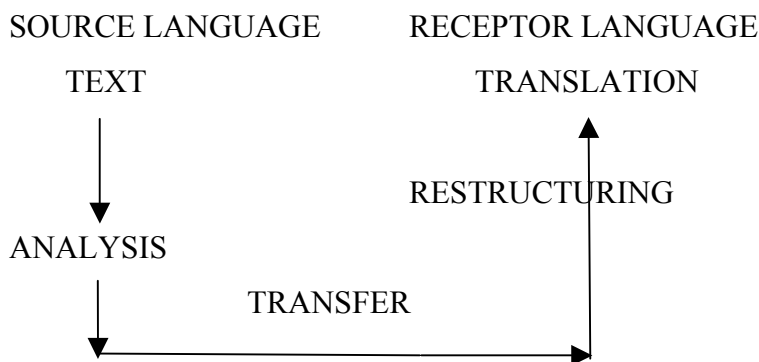 SOURCE LANGUAGE RECEPTOR LANGUAGE
TEXT TRANSLATION
RESTRUCTURING
ANALYSIS
TRANSFER